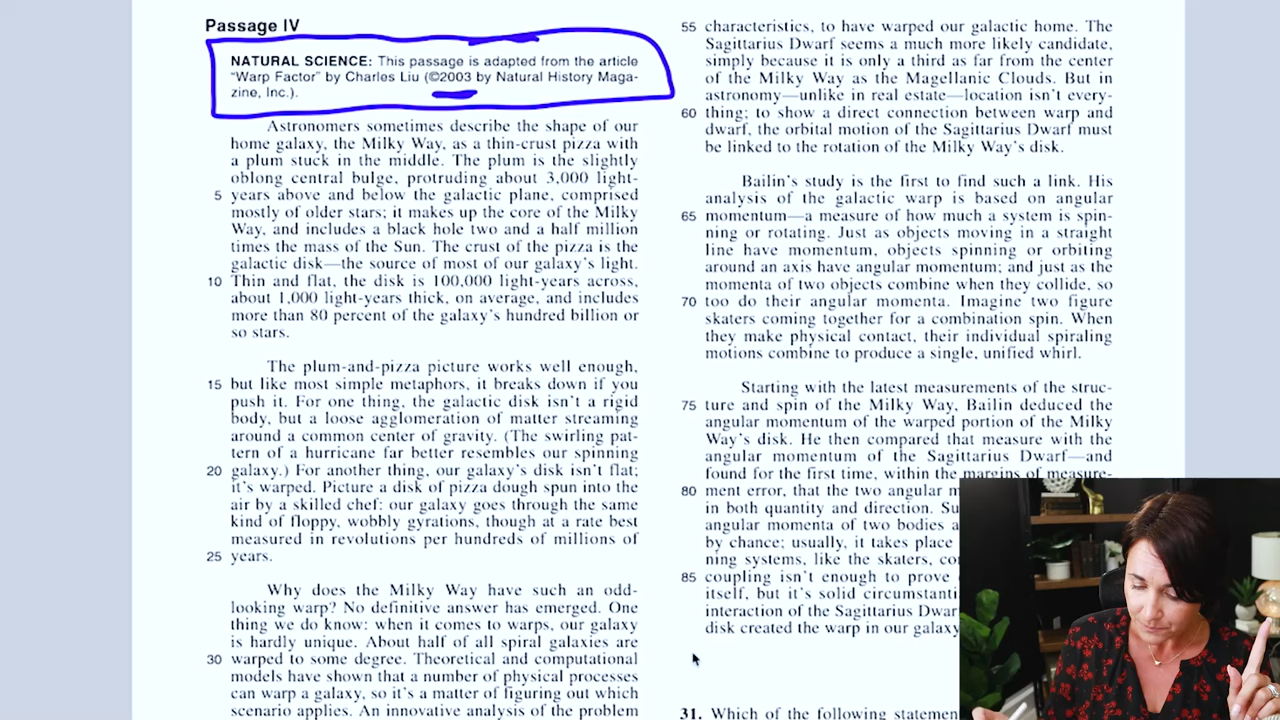 Passage IV
NATURAL SCIENCE: This passage is adapted from the article
“Warp Factor” by Charles Liu (©2003 by Natural History Maga-
zine, Inc.).
Astronomers sometimes describe the shape of our
home galaxy, the Milky Way, as a thin-crust pizza with
a plum stuck in the middle. The plum is the slightly
oblong central bulge, protruding about 3,000 light-
5 years above and below the galactic plane, comprised
mostly of older stars; it makes up the core of the Milky
Way, and includes a black hole two and a half million
times the mass of the Sun. The crust of the pizza is the
galactic disk—the source of most of our galaxy’s light.
10 Thin and flat, the disk is 100,000 light-years across,
about 1,000 light-years thick, on average, and includes
more than 80 percent of the galaxy’s hundred billion or
so stars.
The plum-and-pizza picture works well enough,
15 but like most simple metaphors, it breaks down if you
push it. For one thing, the galactic disk isn’t a rigid
body, but a loose agglomeration of matter streaming
around a common center of gravity. (The swirling pat-
tern of a hurricane far better resembles our spinning
20 galaxy.) For another thing, our galaxy’s disk isn’t flat;
it’s warped. Picture a disk of pizza dough spun into the
air by a skilled chef: our galaxy goes through the same
kind of floppy, wobbly gyrations, though at a rate best
measured in revolutions per hundreds of millions of
25 years.
Why does the Milky Way have such an odd-
looking warp? No definitive answer has emerged. One
thing we do know: when it comes to warps, our galaxy
is hardly unique. About half of all spiral galaxies are
30 warped to some degree. Theoretical and computational
models have shown that a number of physical processes
can warp a galaxy, so it’s a matter of figuring out which
scenario applies. An innovative analysis of the problem
55 characteristics, to have warped our galactic home. The
Sagittarius Dwarf seems a much more likely candidate,
simply because it is only a third as far from the center
of the Milky Way as the Magellanic Clouds. But in
astronomy—unlike in real estate—location isn’t every-
60 thing; to show a direct connection between warp and
dwarf, the orbital motion of the Sagittarius Dwarf must
be linked to the rotation of the Milky Way’s disk.
Bailin’s study is the first to find such a link. His
analysis of the galactic warp is based on angular
65 momentum—a measure of how much a system is spin-
ning or rotating. Just as objects moving in a straight
line have momentum, objects spinning or orbiting
around an axis have angular momentum; and just as the
momenta of two objects combine when they collide, so
70 too do their angular momenta. Imagine two figure
skaters coming together for a combination spin. When
they make physical contact, their individual spiraling
motions combine to produce a single, unified whirl.
Starting with the latest measurements of the struc-
75 ture and spin of the Milky Way, Bailin deduced the
angular momentum of the warped portion of the Milky
Way’s disk. He then compared that measure with the
angular momentum of the Sagittarius Dwarf—and
found for the first time, within the margins of measure-
80 ment error, that the two angular
in both quantity and direction.
angular momenta of two bodies
by chance; usually, it takes place
ning systems, like the skaters,
85 coupling isn’t enough to prove
itself, but it’s solid
interaction of the Sagittarius
disk created the warp in our galaxy
31. Which of the following